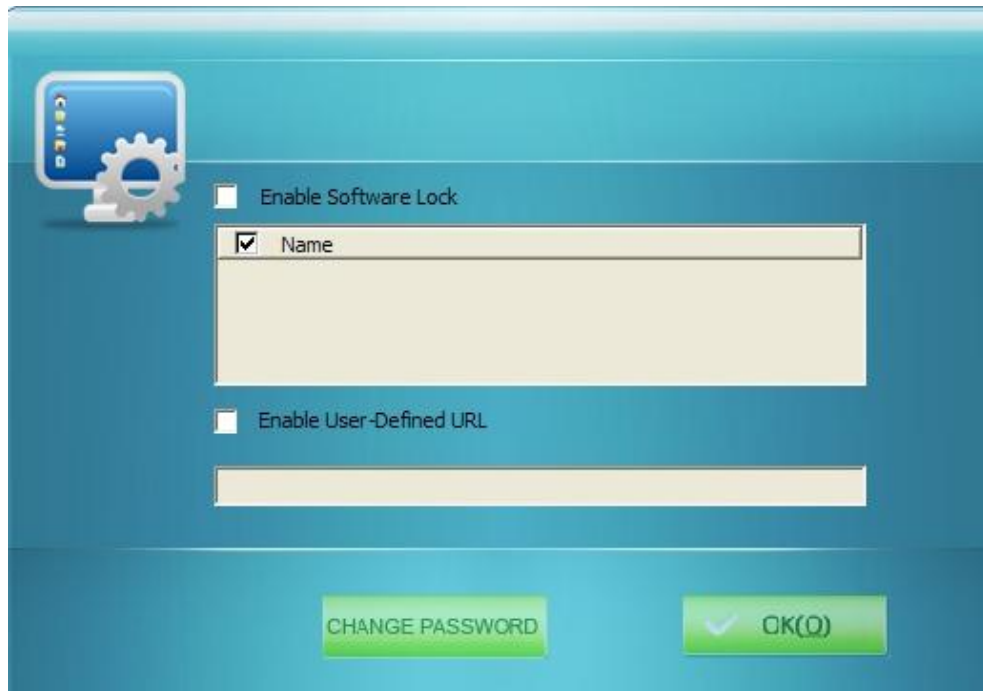 Enable Software Lock
Name
Enable User-Defined URL
CHANGE PASSWORD
OK(O)